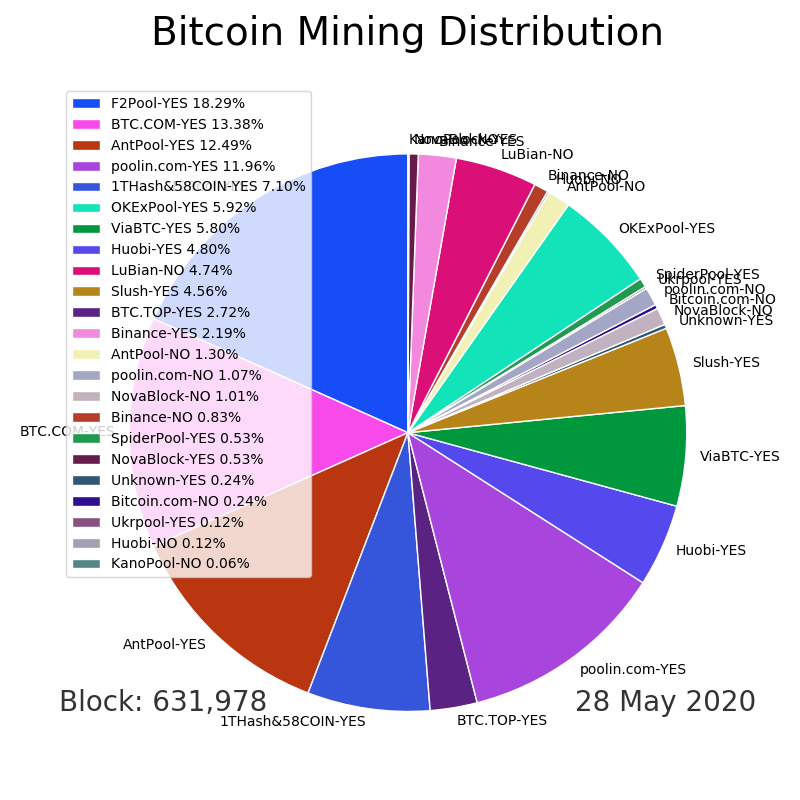 Bitcoin Mining Distribution
F2Pool-YES 18.29%
BTC.COM-YES 13.38%
AntPool-YES 12.49%
poolin.com-YES 11.96%
1THash&58COIN-YES 7.10%
OKExPool-YES 5.92%
ViaBTC-YES 5.80%
Huobi-YES 4.80%
LuBian-NO 4.74%
Slush-YES 4.56%
BTC.TOP-YES 2.72%
Binance-YES 2.19%
AntPool-NO 1.30%
poolin.com-NO 1.07%
NovaBlock-NO 1.01%
Binance-NO 0.83%
SpiderPool-YES 0.53%
NovaBlock-YES 0.53%
Unknown-YES 0.24%
Bitcoin.com-NO 0.24%
Ukrpool-YES 0.12%
Huobi-NO 0.12%
KanoPool-NO 0.06%
KanoPool-NO
NovaBlock-YES
Binance-YES
LuBian-NO
Binance-NO
Huobi-NO
AntPool-NO
OKExPool-YES
SpiderPool-YES
Ukrpool-YES
poolin.com-NO
Bitcoin.com-NO
NovaBlock-NO
Unknown-YES
Slush-YES
ViaBTC-YES
Huobi-YES
poolin.com-YES
BTC.TOP-YES
1THash&58COIN-YES
AntPool-YES
BTC.COM-YES
Block: 631,978
28 May 2020